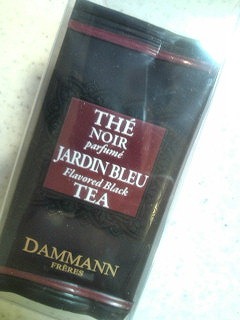 THÉ
NOIR
parfumé
JARDIN BLEU
Flavored Black
TEA
DAMMANN
FRÈRES